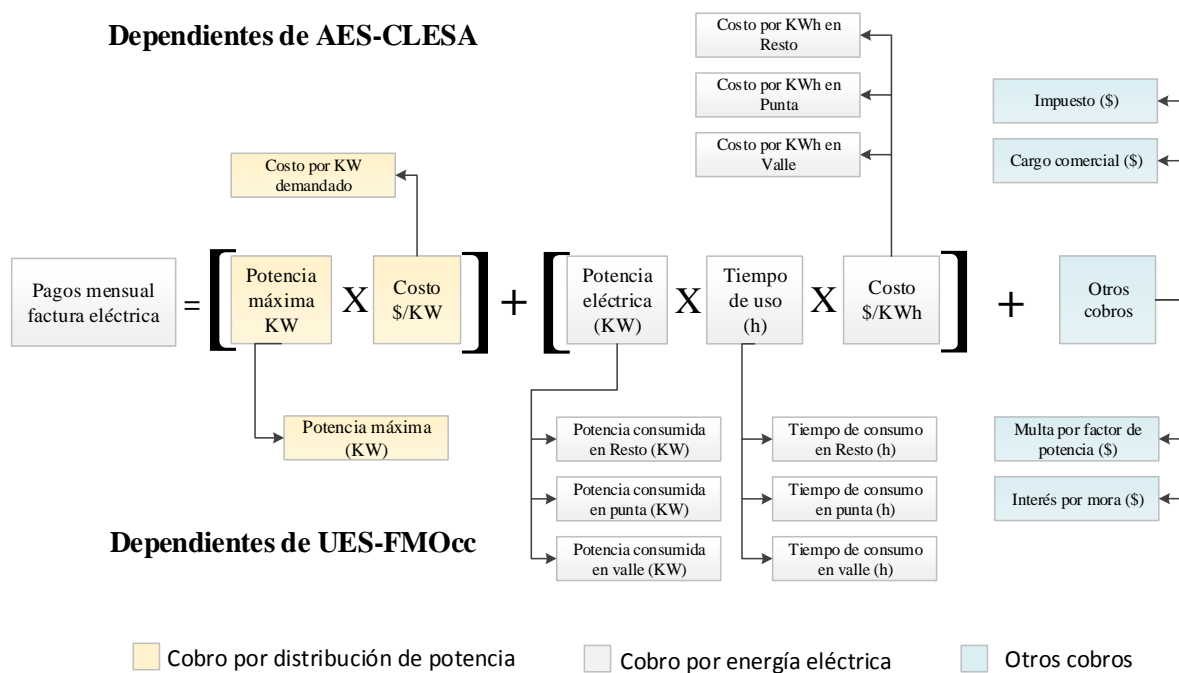 Dependientes de AES-CLESA
Costo por KWh en
Resto
Costo por KWh en
Punta
Costo por KWh en
Valle
Impuesto ($)
Cargo comercial ($)
Costo por KW
demandado
Pagos mensual
factura eléctrica
=
[
Potencia
máxima
KW
X
Costo
$/KW
]
+
[
Potencia
eléctrica
(KW)
X
Tiempo
de uso
(h)
X
Costo
$/KWh
]
+
Otros
cobros
Potencia máxima
(KW)
Potencia consumida
en Resto (KW)
Potencia consumida
en punta (KW)
Potencia consumida
en valle (KW)
Tiempo de consumo
en Resto (h)
Tiempo de consumo
en punta (h)
Tiempo de consumo
en valle (h)
Multa por factor de
potencia ($)
Interés por mora ($)
Dependientes de UES-FMOcc
Cobro por distribución de potencia
Cobro por energía eléctrica
Otros cobros